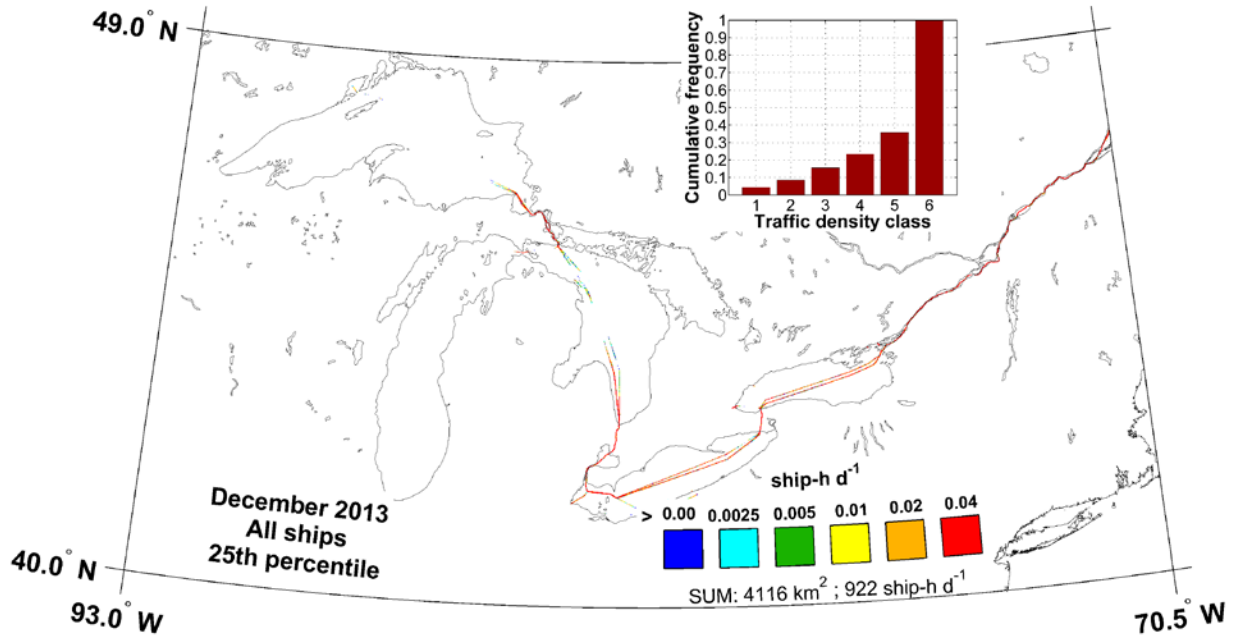 49.0° N
Cumulative frequency
1
0.9
0.8
0.7
0.6
0.5
0.4
0.3
0.2
0.1
0
1 2 3 4 5 6
Traffic density class
December 2013
All ships
25th percentile
ship-h d⁻¹
> 0.00 0.0025 0.005 0.01 0.02 0.04
SUM: 4116 km² ; 922 ship-h d⁻¹
40.0° N
93.0° W
70.5° W